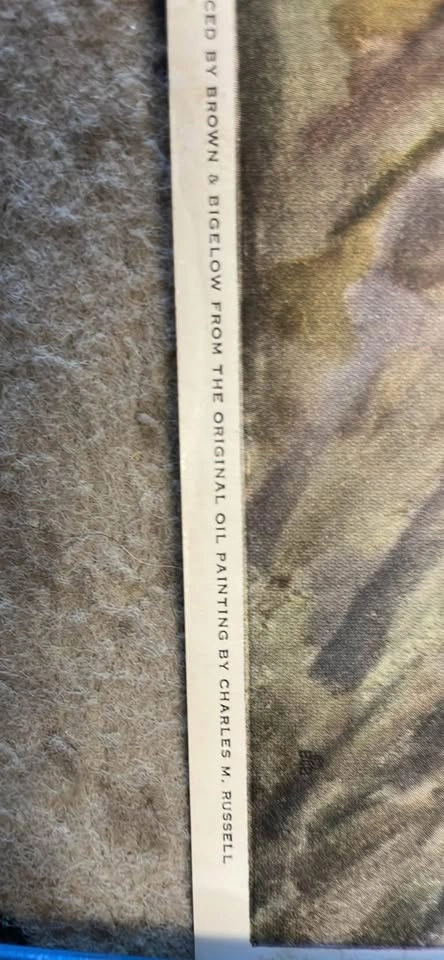 CED BY BROWN & BIGELOW FROM THE ORIGINAL OIL PAINTING BY CHARLES M. RUSSELL